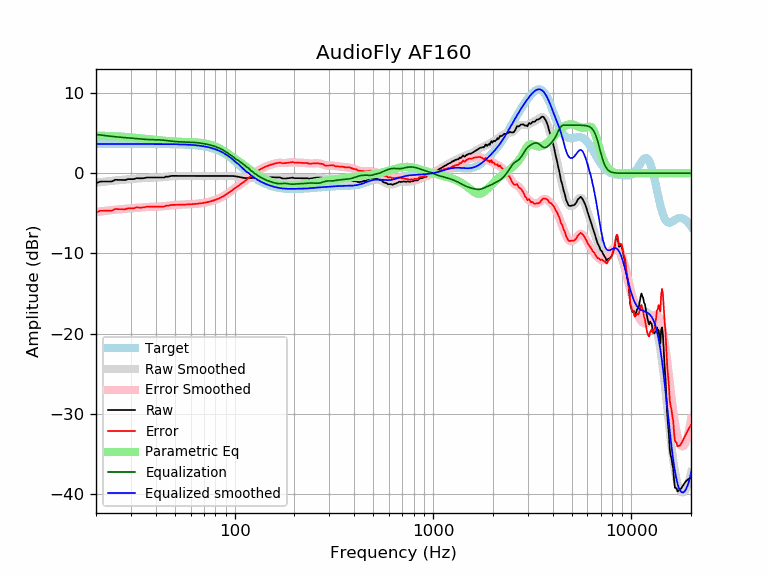 AudioFly AF160
Amplitude (dBr)
10
0
−10
−20
−30
−40
Target
Raw Smoothed
Error Smoothed
Raw
Error
Parametric Eq
Equalization
Equalized smoothed
100
1000
10000
Frequency (Hz)